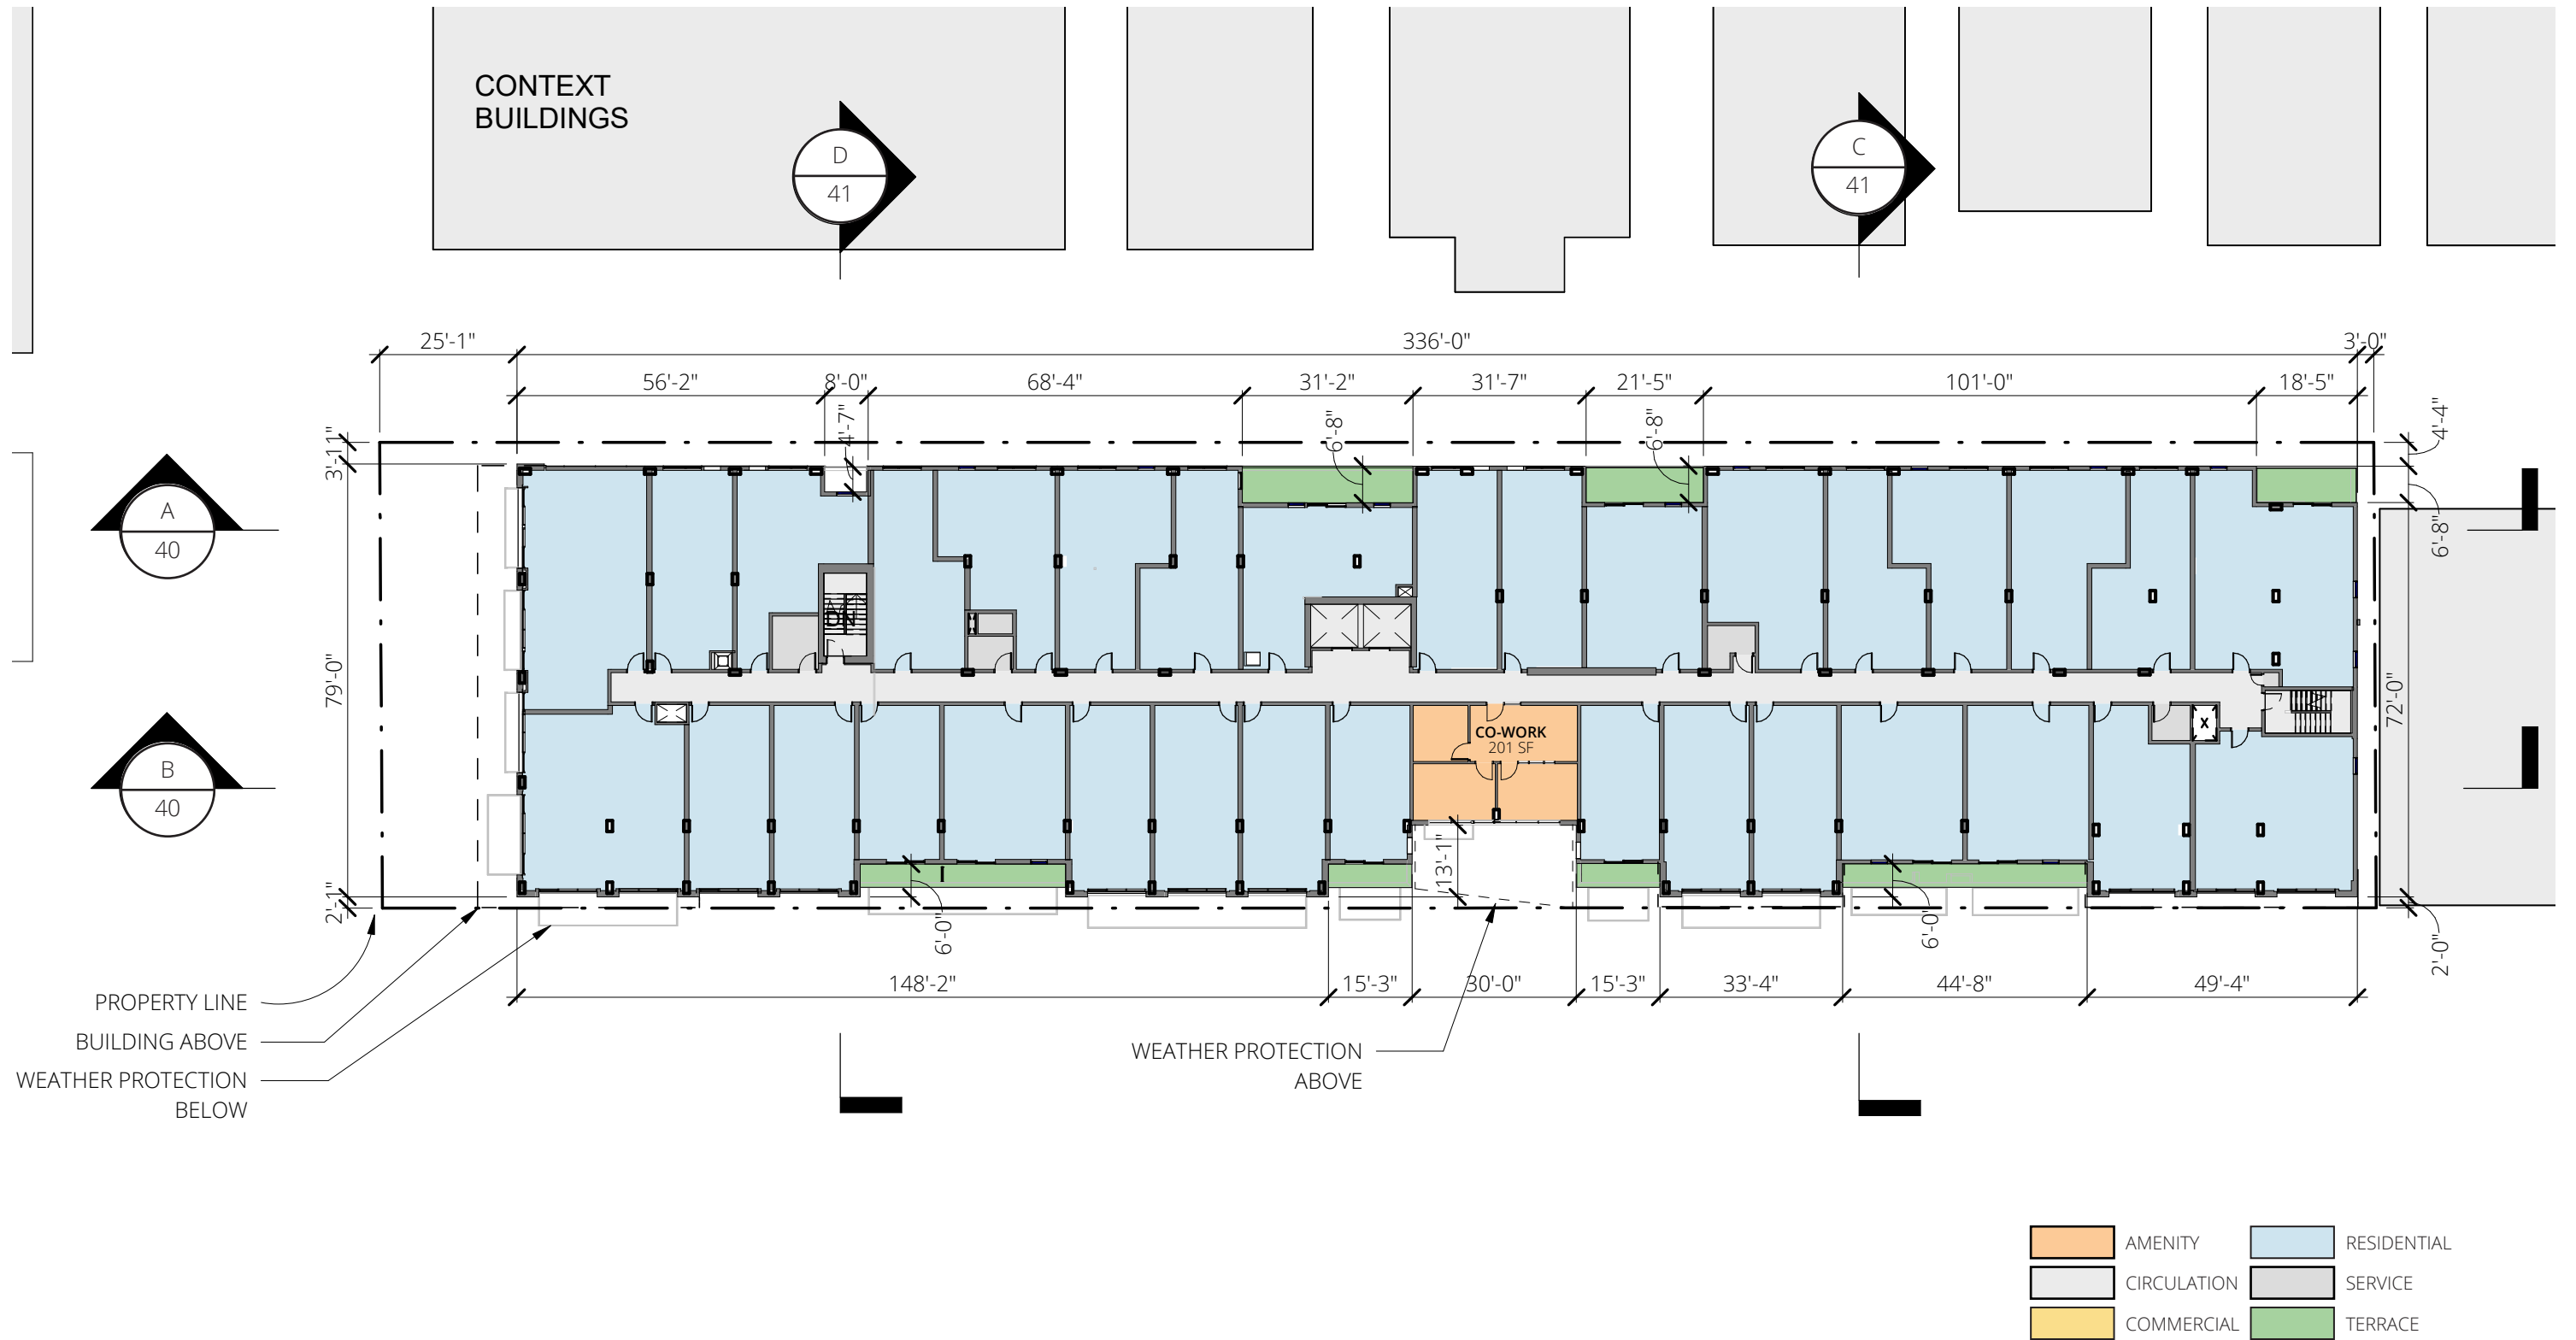 CONTEXT
BUILDINGS
D
41
C
41
25'-1"
336'-0"
3'-0"
56'-2"
8'-0"
68'-4"
31'-2"
31'-7"
21'-5"
101'-0"
18'-5"
4'-7"
6'-8"
6'-8"
4'-4"
3'-11"
A
40
6'-8"
DN
79'-0"
72'-0"
CO-WORK
201 SF
X
B
40
13'-1"
2'-1"
6'-0"
6'-0"
2'-0"
148'-2"
15'-3"
30'-0"
15'-3"
33'-4"
44'-8"
49'-4"
PROPERTY LINE
BUILDING ABOVE
WEATHER PROTECTION
BELOW
WEATHER PROTECTION
ABOVE
AMENITY
RESIDENTIAL
CIRCULATION
SERVICE
COMMERCIAL
TERRACE